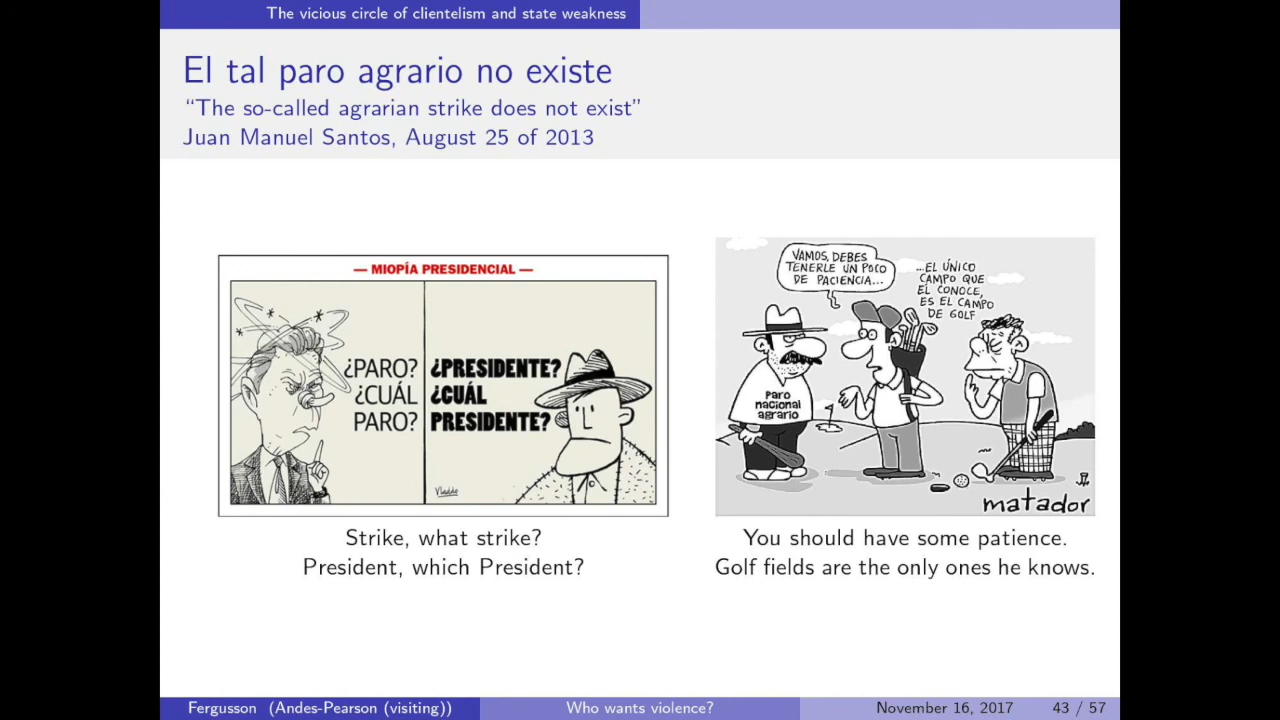 The vicious circle of clientelism and state weakness
El tal paro agrario no existe
“The so-called agrarian strike does not exist”
Juan Manuel Santos, August 25 of 2013
— MIOPÍA PRESIDENCIAL —
¿PARO?
¿CUÁL
PARO?
¿PRESIDENTE?
¿CUÁL
PRESIDENTE?
Vladdo
Strike, what strike?
President, which President?
VAMOS, DEBES
TENERLE UN POCO
DE PACIENCIA...
...EL ÚNICO
CAMPO QUE
ÉL CONOCE,
ES EL CAMPO
DE GOLF
Paro
nacional
agrario
matador
You should have some patience.
Golf fields are the only ones he knows.
Fergusson (Andes-Pearson (visiting))
Who wants violence?
November 16, 2017
43 / 57